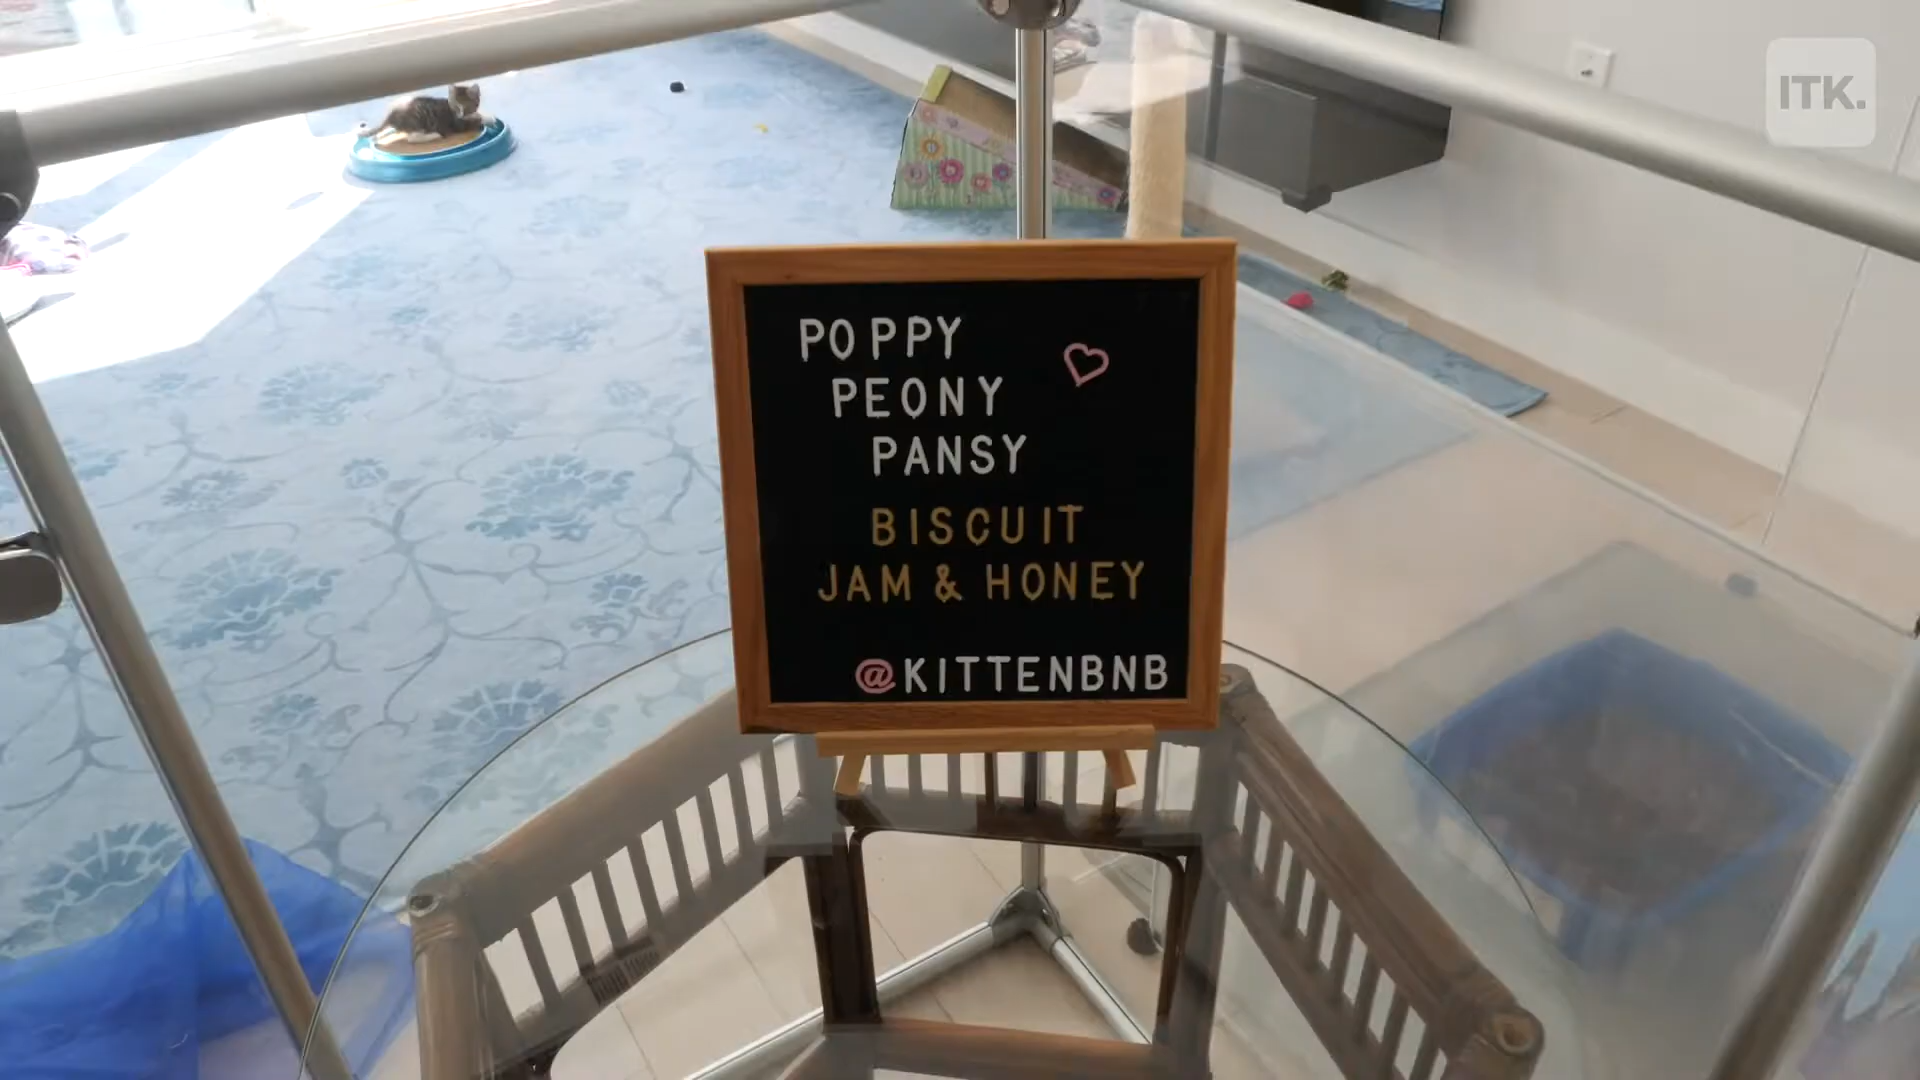 ITK.
POPPY
PEONY
PANSY
BISCUIT
JAM & HONEY
@KITTENBNB